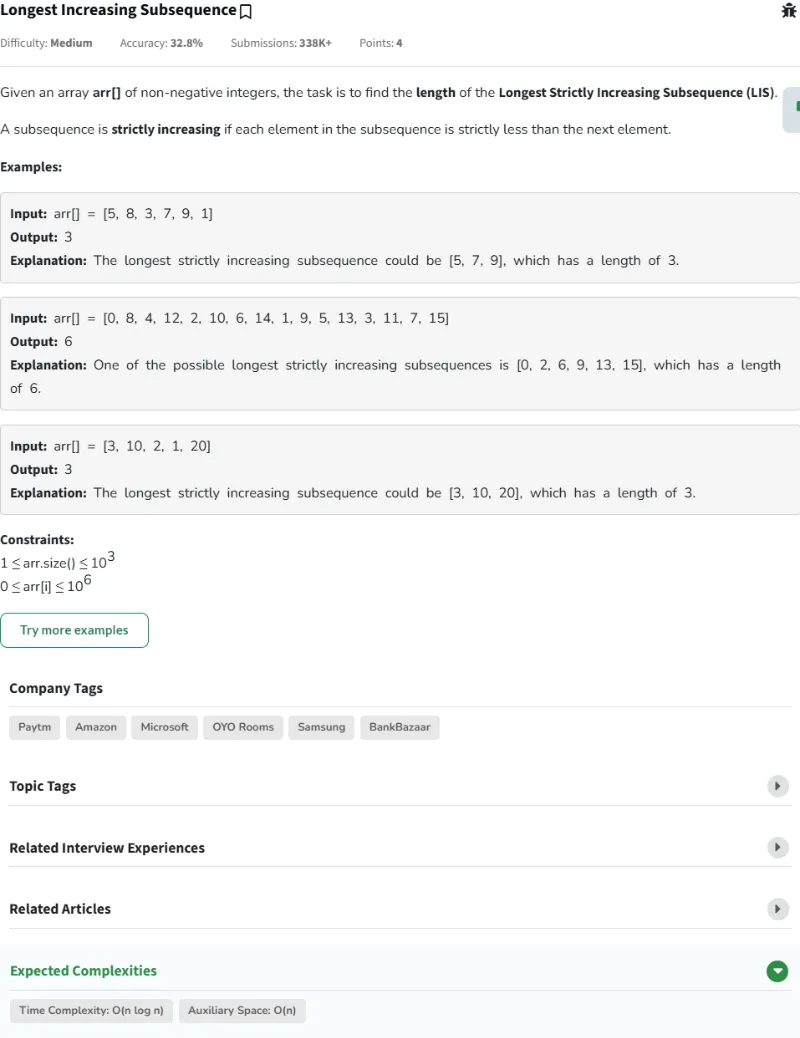 Longest Increasing Subsequence
Difficulty: Medium Accuracy: 32.8% Submissions: 338K+ Points: 4
Given an array arr[] of non-negative integers, the task is to find the length of the Longest Strictly Increasing Subsequence (LIS).
A subsequence is strictly increasing if each element in the subsequence is strictly less than the next element.
Examples:
Input: arr[] = [5, 8, 3, 7, 9, 1]
Output: 3
Explanation: The longest strictly increasing subsequence could be [5, 7, 9], which has a length of 3.
Input: arr[] = [0, 8, 4, 12, 2, 10, 6, 14, 1, 9, 5, 13, 3, 11, 7, 15]
Output: 6
Explanation: One of the possible longest strictly increasing subsequences is [0, 2, 6, 9, 13, 15], which has a length
of 6.
Input: arr[] = [3, 10, 2, 1, 20]
Output: 3
Explanation: The longest strictly increasing subsequence could be [3, 10, 20], which has a length of 3.
Constraints:
1 ≤ arr.size() ≤ 10³
0 ≤ arr[i] ≤ 10⁶
Try more examples
Company Tags
Paytm Amazon Microsoft OYO Rooms Samsung BankBazaar
Topic Tags
Related Interview Experiences
Related Articles
Expected Complexities
Time Complexity: O(n log n) Auxiliary Space: O(n)